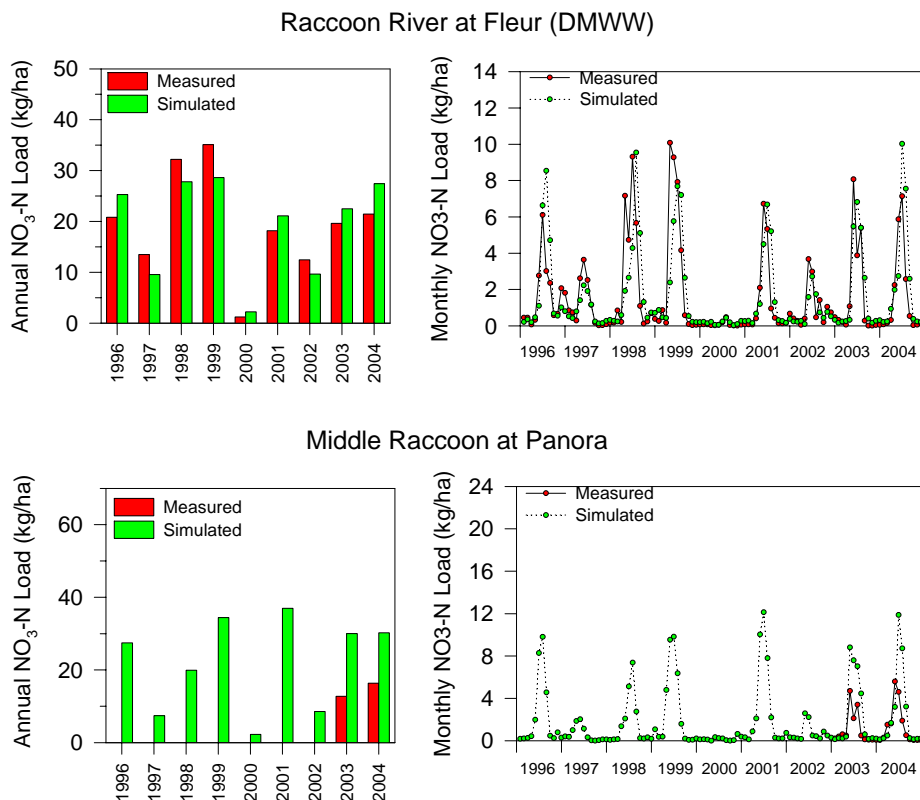 Raccoon River at Fleur (DMWW)
Annual NO₃-N Load (kg/ha)
50
40
30
20
10
0
Measured
Simulated
1996
1997
1998
1999
2000
2001
2002
2003
2004
Monthly NO3-N Load (kg/ha)
14
12
10
8
6
4
2
0
Measured
Simulated
1996 1997 1998 1999 2000 2001 2002 2003 2004
Middle Raccoon at Panora
Annual NO₃-N Load (kg/ha)
60
40
20
0
Measured
Simulated
1996
1997
1998
1999
2000
2001
2002
2003
2004
Monthly NO3-N Load (kg/ha)
24
20
16
12
8
4
0
Measured
Simulated
1996 1997 1998 1999 2000 2001 2002 2003 2004